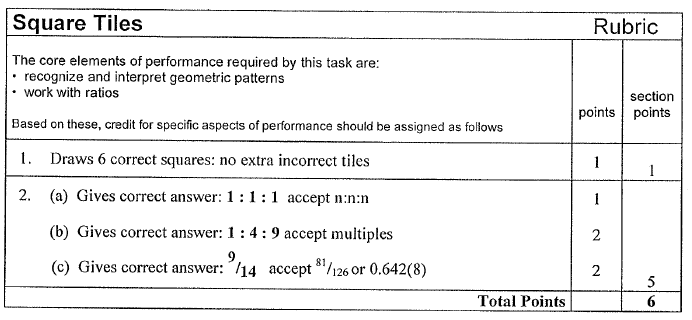 Square Tiles Rubric
The core elements of performance required by this task are:
• recognize and interpret geometric patterns
• work with ratios
Based on these, credit for specific aspects of performance should be assigned as follows
points
section points
1. Draws 6 correct squares: no extra incorrect tiles 1 1
2. (a) Gives correct answer: 1 : 1 : 1 accept n:n:n 1
(b) Gives correct answer: 1 : 4 : 9 accept multiples 2
(c) Gives correct answer: 9/14 accept 81/126 or 0.642(8) 2 5
Total Points 6